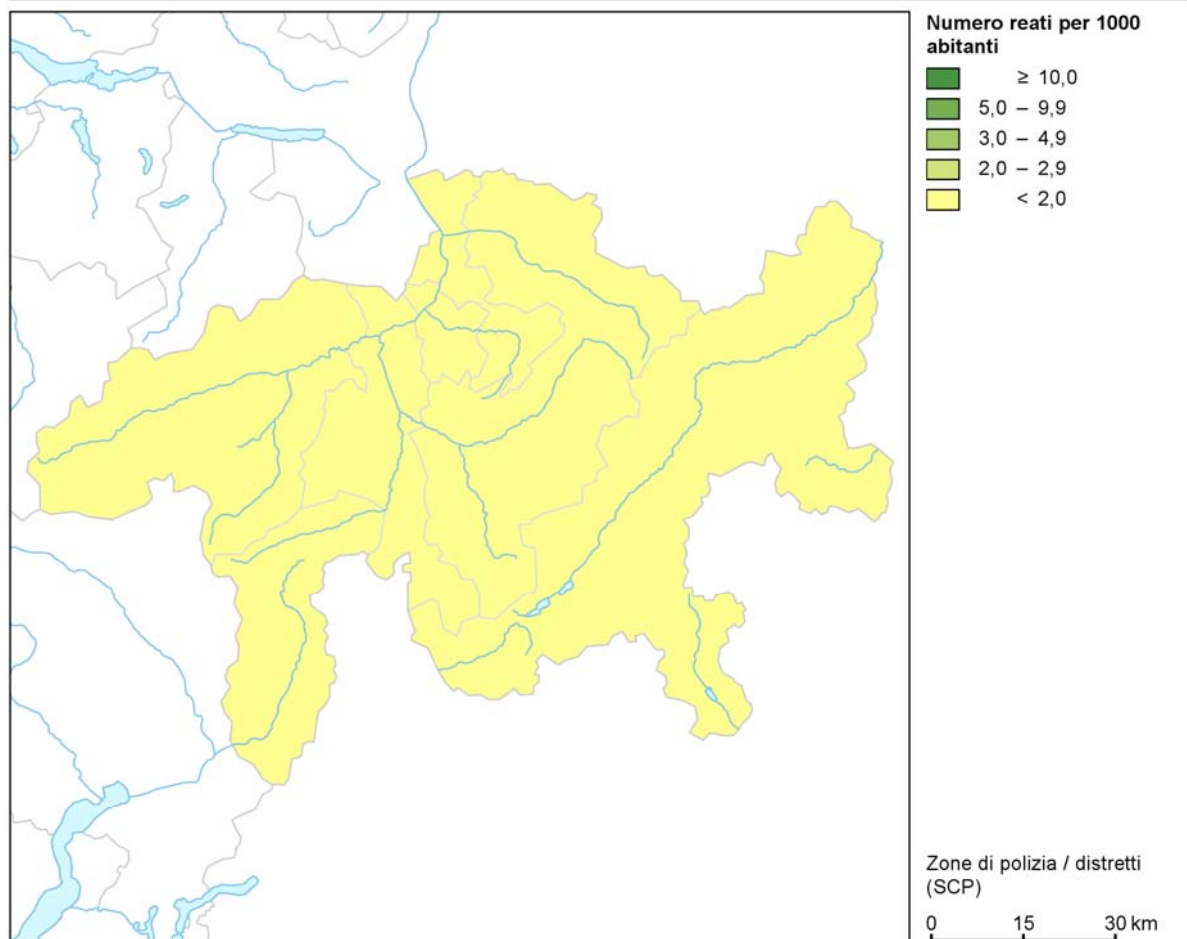 Numero reati per 1000
abitanti
≥ 10,0
5,0 – 9,9
3,0 – 4,9
2,0 – 2,9
< 2,0
Zone di polizia / distretti
(SCP)
0 15 30 km